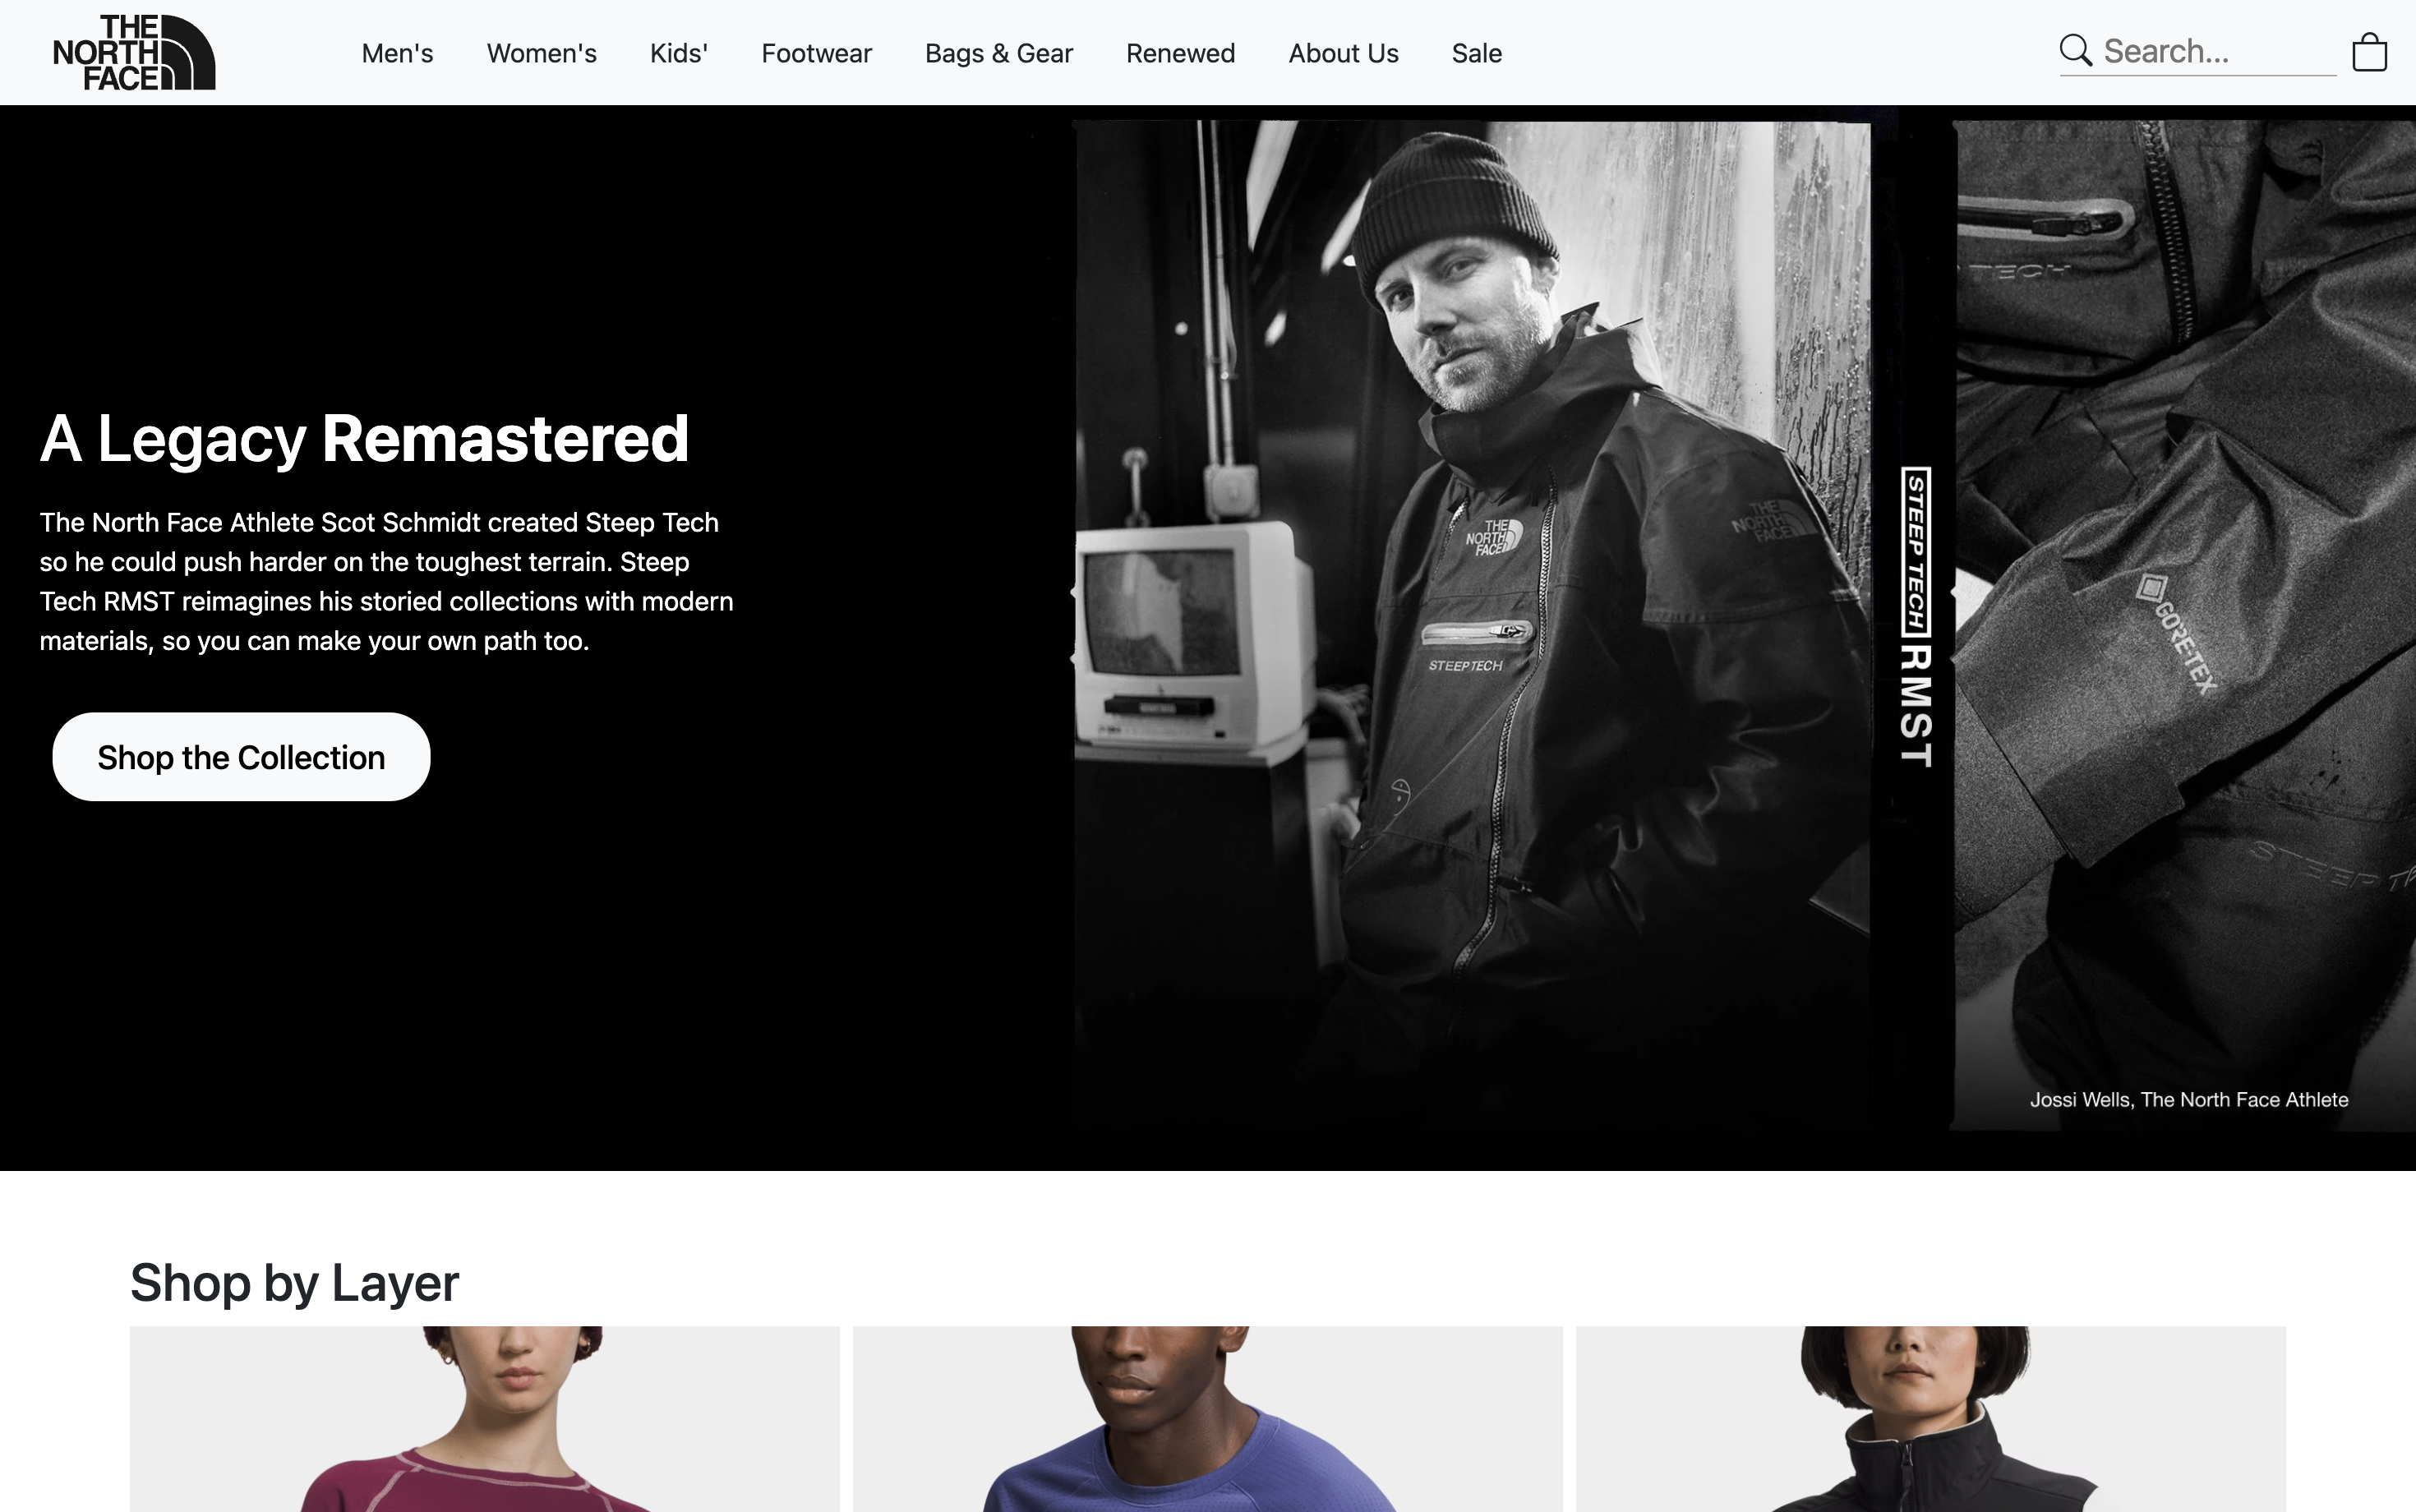 THE
NORTH
FACE
Men's
Women's
Kids'
Footwear
Bags & Gear
Renewed
About Us
Sale
Search...
A Legacy Remastered
The North Face Athlete Scot Schmidt created Steep Tech
so he could push harder on the toughest terrain. Steep
Tech RMST reimagines his storied collections with modern
materials, so you can make your own path too.
Shop the Collection
THE
NORTH
FACE
STEEP TECH
THE
NORTH
FACE
STEEP TECH RMST
TECH
GORE-TEX
STEEP
Jossi Wells, The North Face Athlete
Shop by Layer